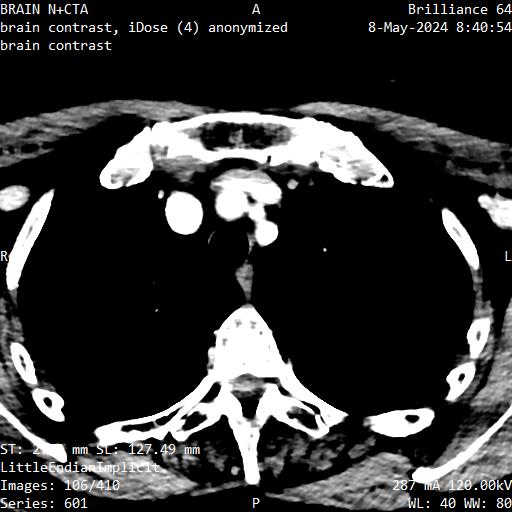 BRAIN N+CTA
A
Brilliance 64
brain contrast, iDose (4) anonymized
8-May-2024 8:40:54
brain contrast
R
L
ST: mm SL: 127.49 mm
LittleEndianImplicit
Images: 106/410
287 mA 120.00kV
Series: 601
P
WL: 40 WW: 80